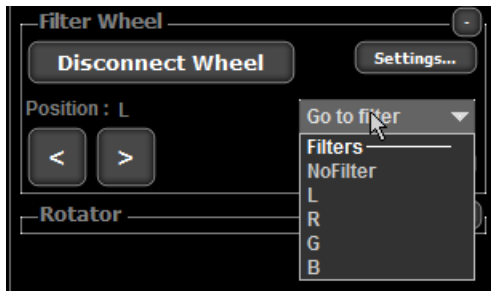 Filter Wheel
-
Disconnect Wheel
Settings...
Position : L
Go to filter
< >
Filters
NoFilter
L
R
G
B
Rotator